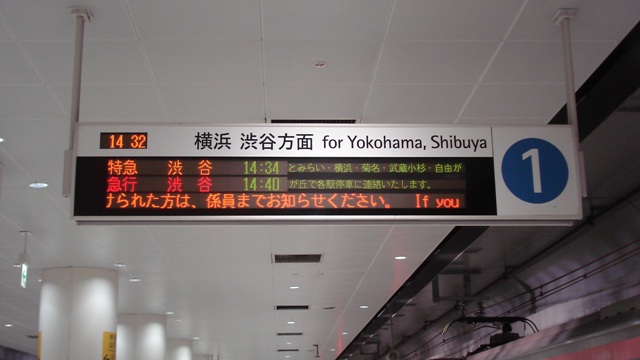 14 32 横浜 渋谷方面 for Yokohama, Shibuya 1
特急 渋谷 14:34 とみらい・横浜・菊名・武蔵小杉・自由が
急行 渋谷 14:40 が丘で各駅停車に連絡いたします。
けられた方は、係員までお知らせください。 If you